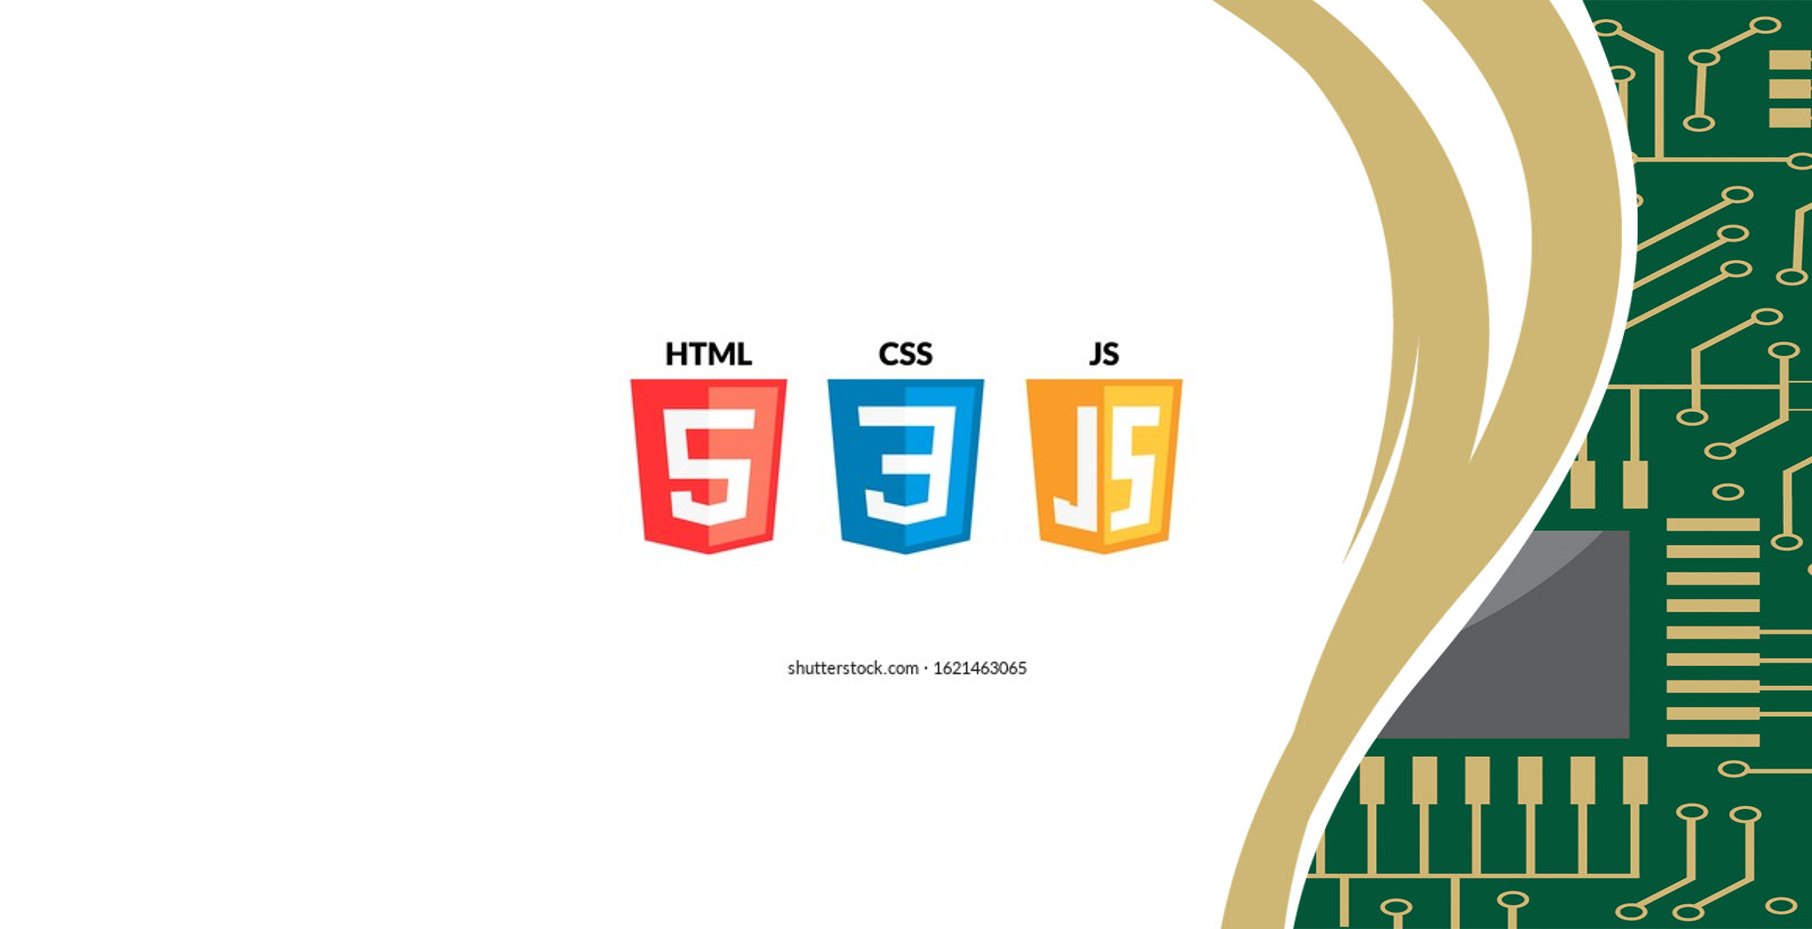 HTML CSS JS
5 3 JS
shutterstock.com · 1621463065